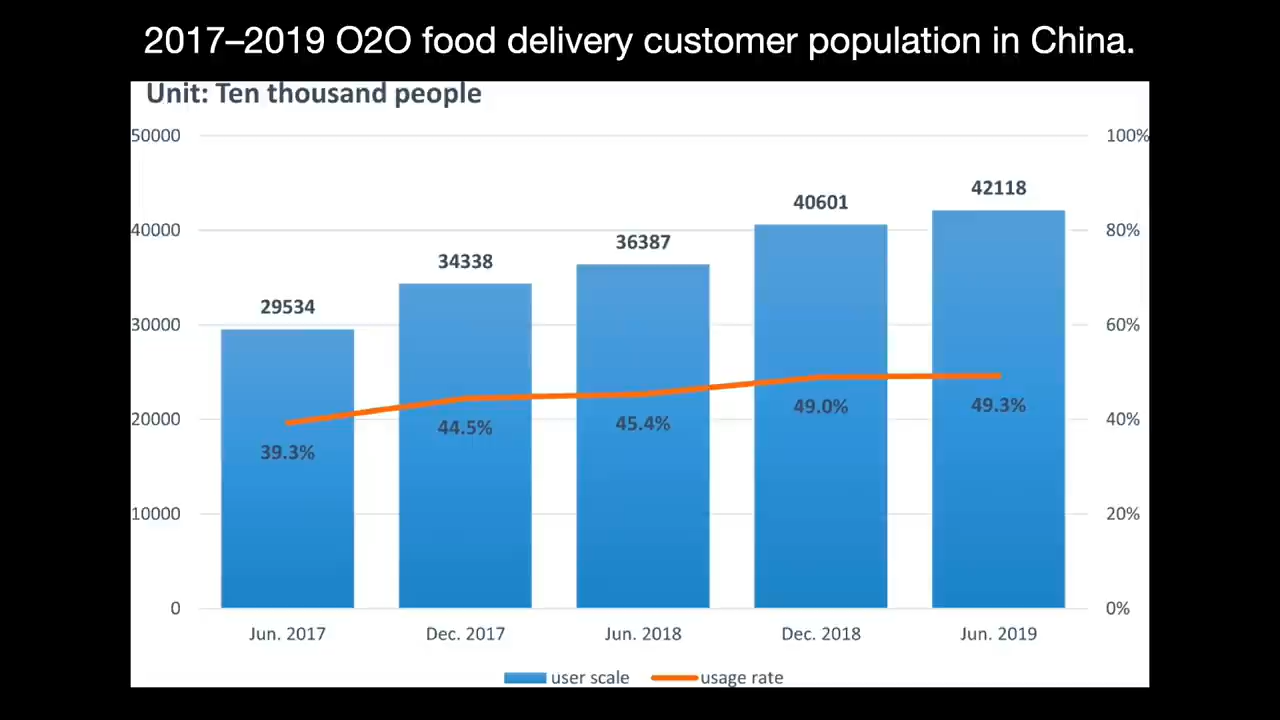 2017–2019 O2O food delivery customer population in China.
Unit: Ten thousand people
50000
100%
42118
40601
40000
80%
36387
34338
29534
30000
60%
49.0%
49.3%
20000
44.5%
45.4%
40%
39.3%
10000
20%
0
0%
Jun. 2017
Dec. 2017
Jun. 2018
Dec. 2018
Jun. 2019
user scale
usage rate